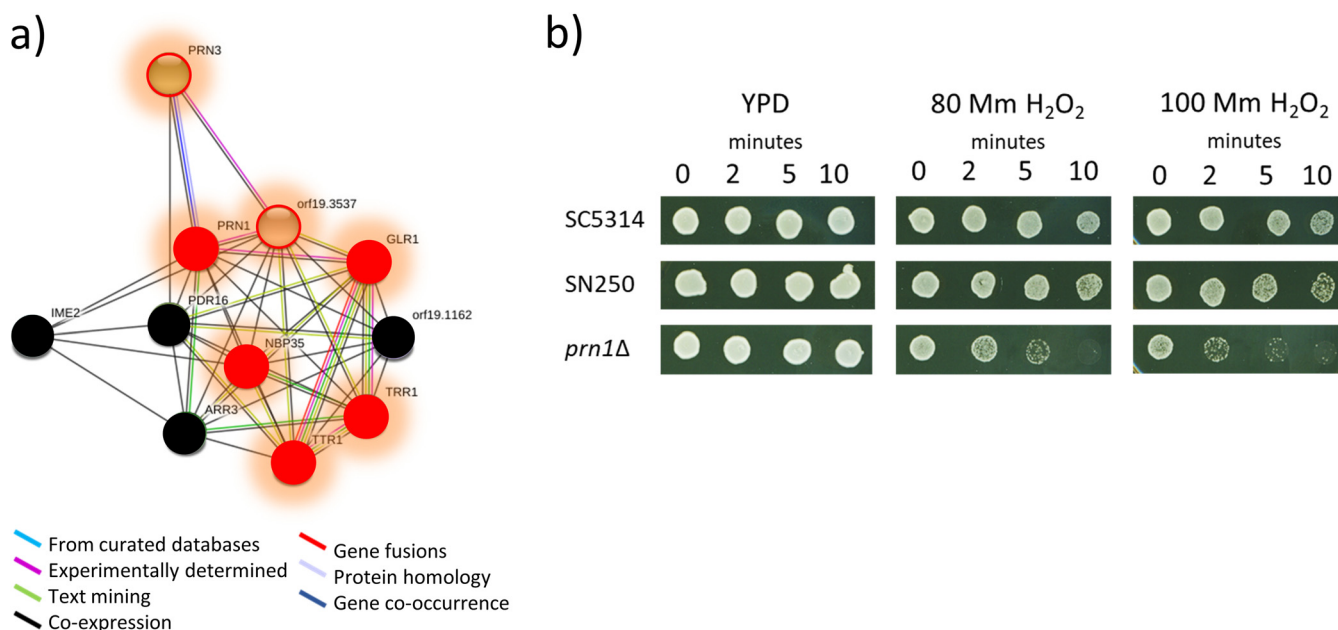 a)
PRN3
orf19.3537
PRN1
GLR1
PDR16
IME2
orf19.1162
NBP35
ARR3
TRR1
TTR1
From curated databases
Experimentally determined
Text mining
Co-expression
Gene fusions
Protein homology
Gene co-occurrence
b)
YPD 80 Mm H₂O₂ 100 Mm H₂O₂
minutes minutes minutes
0 2 5 10 0 2 5 10 0 2 5 10
SC5314
SN250
prn1Δ